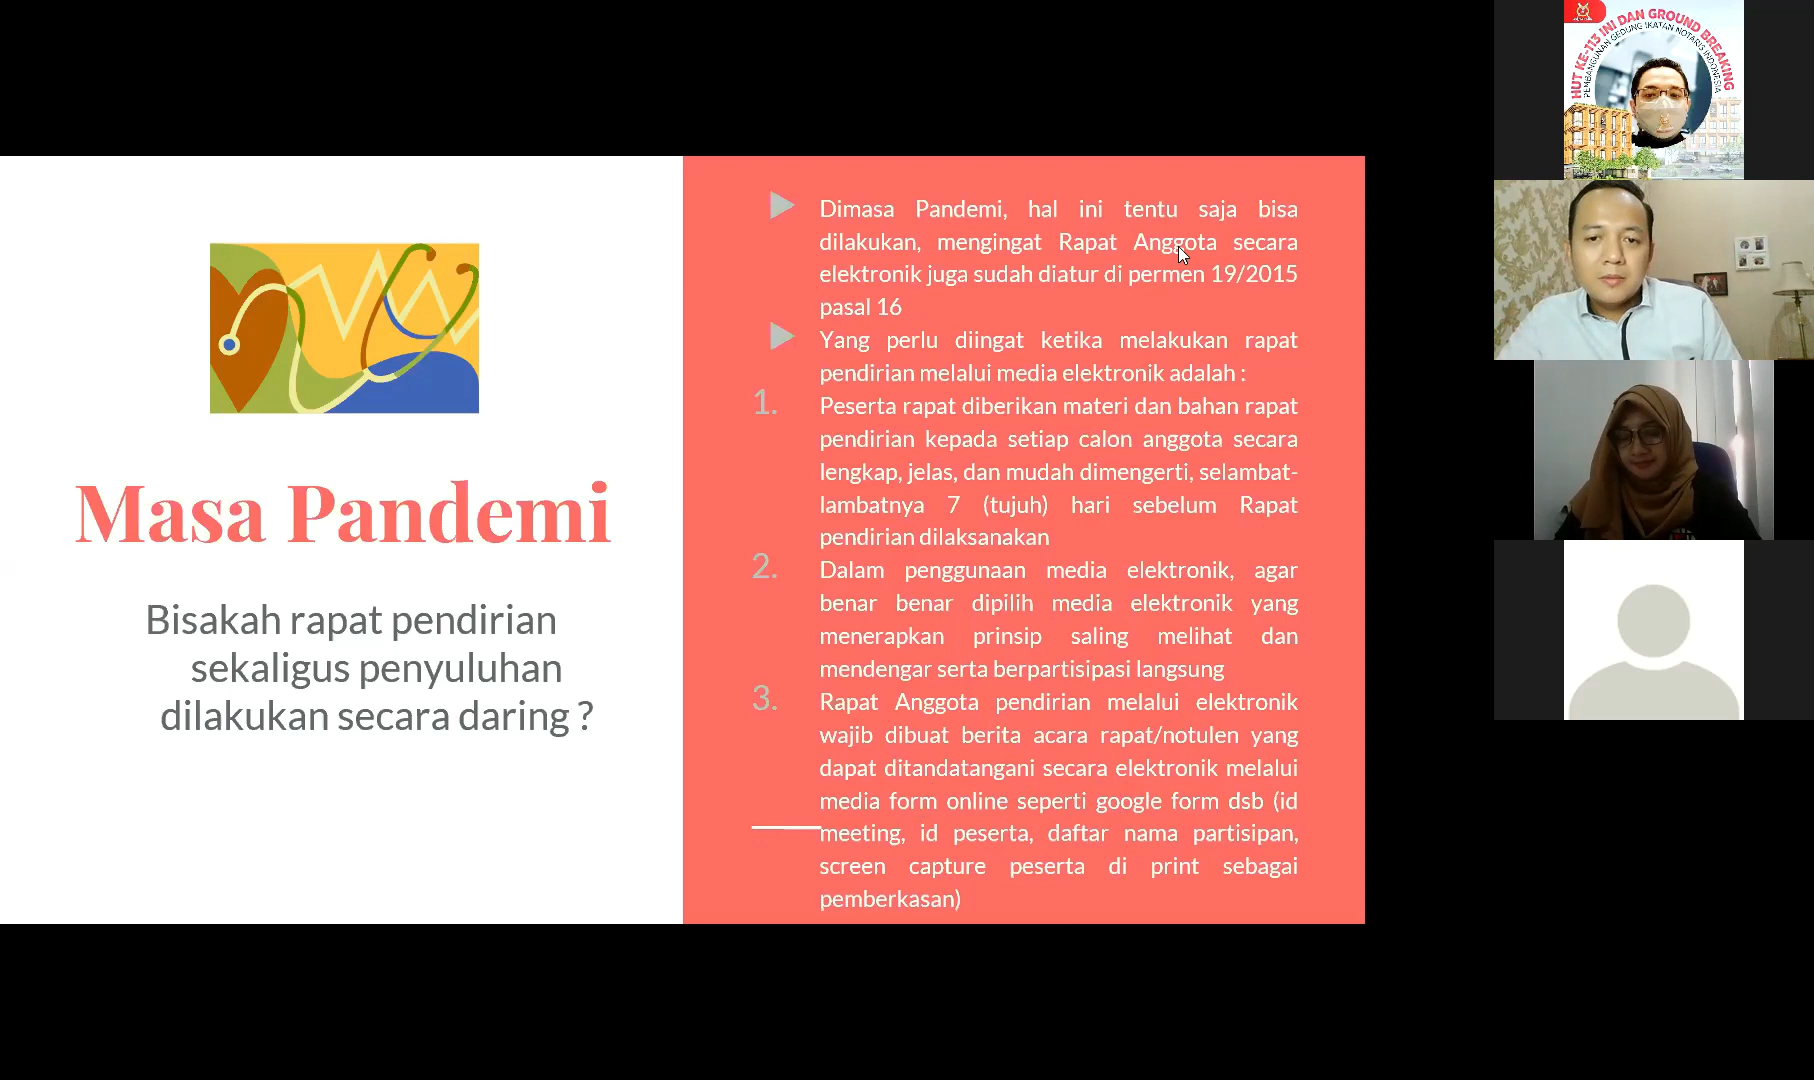 Masa Pandemi
Bisakah rapat pendirian
sekaligus penyuluhan
dilakukan secara daring ?
Dimasa Pandemi, hal ini tentu saja bisa
dilakukan, mengingat Rapat Anggota secara
elektronik juga sudah diatur di permen 19/2015
pasal 16
Yang perlu diingat ketika melakukan rapat
pendirian melalui media elektronik adalah :
1. Peserta rapat diberikan materi dan bahan rapat
pendirian kepada setiap calon anggota secara
lengkap, jelas, dan mudah dimengerti, selambat-
lambatnya 7 (tujuh) hari sebelum Rapat
pendirian dilaksanakan
2. Dalam penggunaan media elektronik, agar
benar benar dipilih media elektronik yang
menerapkan prinsip saling melihat dan
mendengar serta berpartisipasi langsung
3. Rapat Anggota pendirian melalui elektronik
wajib dibuat berita acara rapat/notulen yang
dapat ditandatangani secara elektronik melalui
media form online seperti google form dsb (id
meeting, id peserta, daftar nama partisipan,
screen capture peserta di print sebagai
pemberkasan)
HUT KE-113 INI DAN GROUND BREAKING
PEMBANGUNAN GEDUNG IKATAN NOTARIS INDONESIA